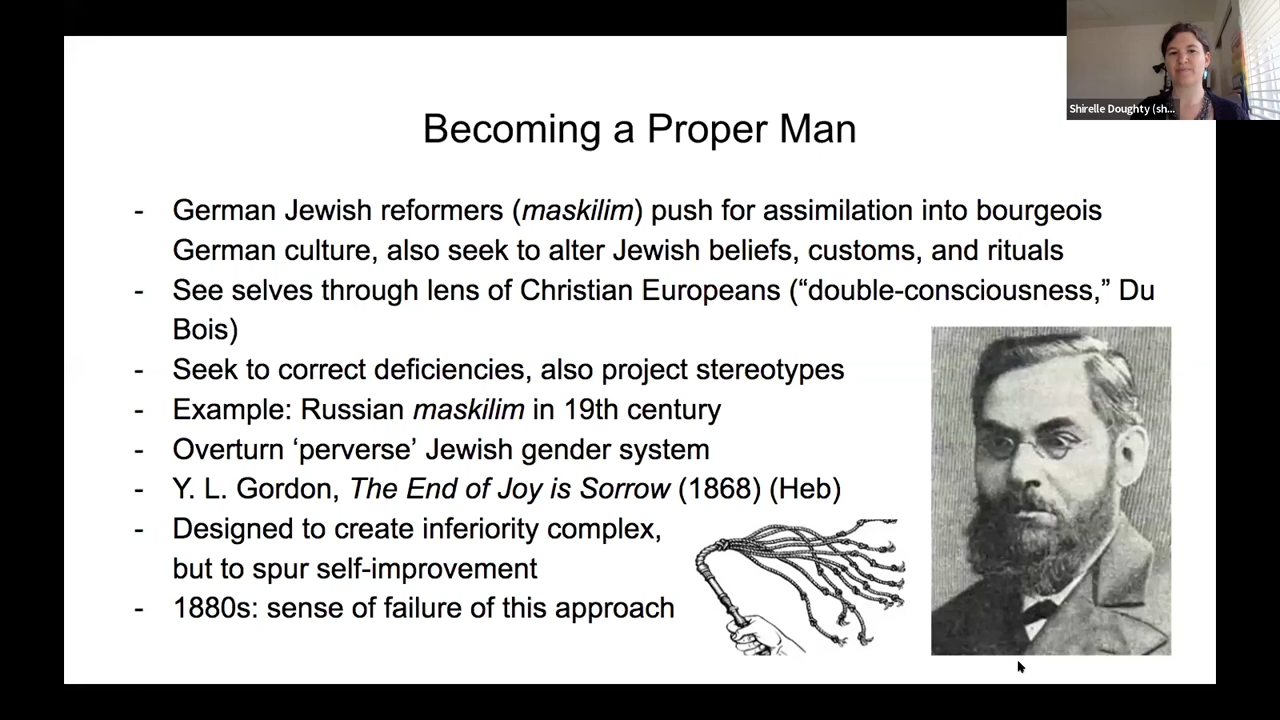 Shirelle Doughty (sh...
Becoming a Proper Man
- German Jewish reformers (maskilim) push for assimilation into bourgeois
German culture, also seek to alter Jewish beliefs, customs, and rituals
- See selves through lens of Christian Europeans (“double-consciousness,” Du
Bois)
- Seek to correct deficiencies, also project stereotypes
- Example: Russian maskilim in 19th century
- Overturn ‘perverse’ Jewish gender system
- Y. L. Gordon, The End of Joy is Sorrow (1868) (Heb)
- Designed to create inferiority complex,
but to spur self-improvement
- 1880s: sense of failure of this approach